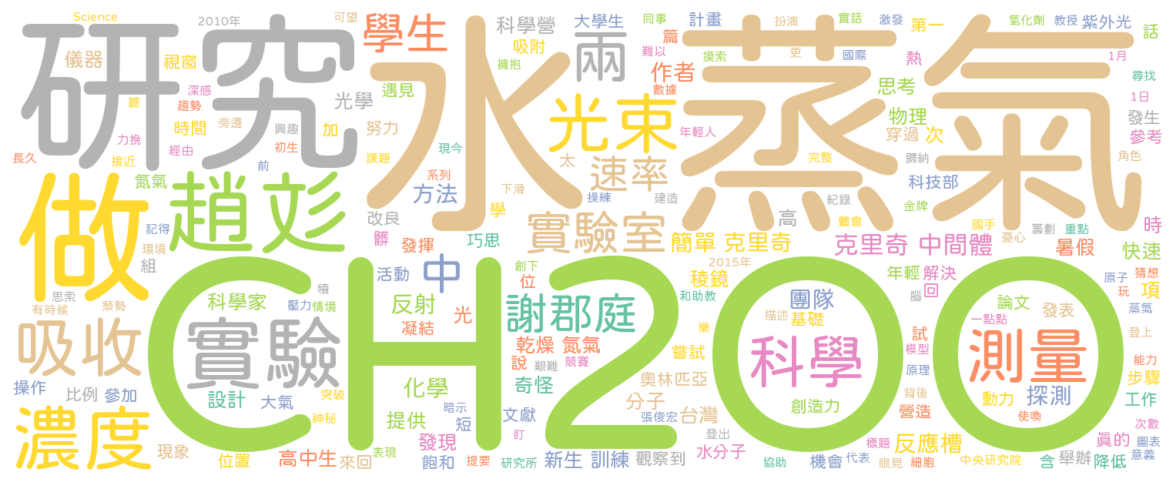 Science
2010年
可望
同事
扮演
實話
激發
氧化劑
教授
紫外光
研究
水
蒸氣
學生
科學營
大學生
計畫
第一
話
儀器
視窗
吸附
兩
篇
難以
摸索
更
國際
熱
1月
深感
擁抱
作者
思考
尋找
聽
趨勢
光學
遇見
光束
數據
物理
1日
時間
旁邊
興趣
加
努力
年輕人
穿過
次
發生
參考
力挽
經由
初生
現今
完整
歸納
角色
長久
接近
前
課題
太
速率
系列
科技部
氮氣
做
趙彣
方法
下滑
操練
建造
紀錄
金牌
學
改良
實驗室
高
體會
國手
籌劃
重點
時
記得
髒
發揮
巧思
簡單
克里奇
克里奇
中間體
憂心
暑假
快速
環境
組
中
活動
創下
位
稜鏡
2015年
年輕
解決
原子
猜想
思索
科學家
犢
腦
回
玩
項
有時候
頹勢
壓力
情境
反射
光
謝郡庭
和助教
團隊
論文
發表
蒸氣
CH2OO
凝結
樂
描述
基礎
試
一點點
登上
吸收
實驗
乾燥
氮氣
說
艱難
競賽
嘗試
科學
模型
測量
能力
操作
比例
參加
化學
奇怪
奧林匹亞
原理
步驟
設計
大氣
突破
暗示
分子
創造力
背後
動力
探測
工作
濃度
神秘
提供
短
文獻
張俊宏
台灣
營造
使喚
次數
現象
發現
盯
登出
水分子
標題
反應槽
真的
圖表
位置
高中生
來回
表現
飽和
提要
研究所
新生
訓練
觀察到
協助
機會
代表
眼見
細胞
中央研究院
含
舉辦
降低
意義